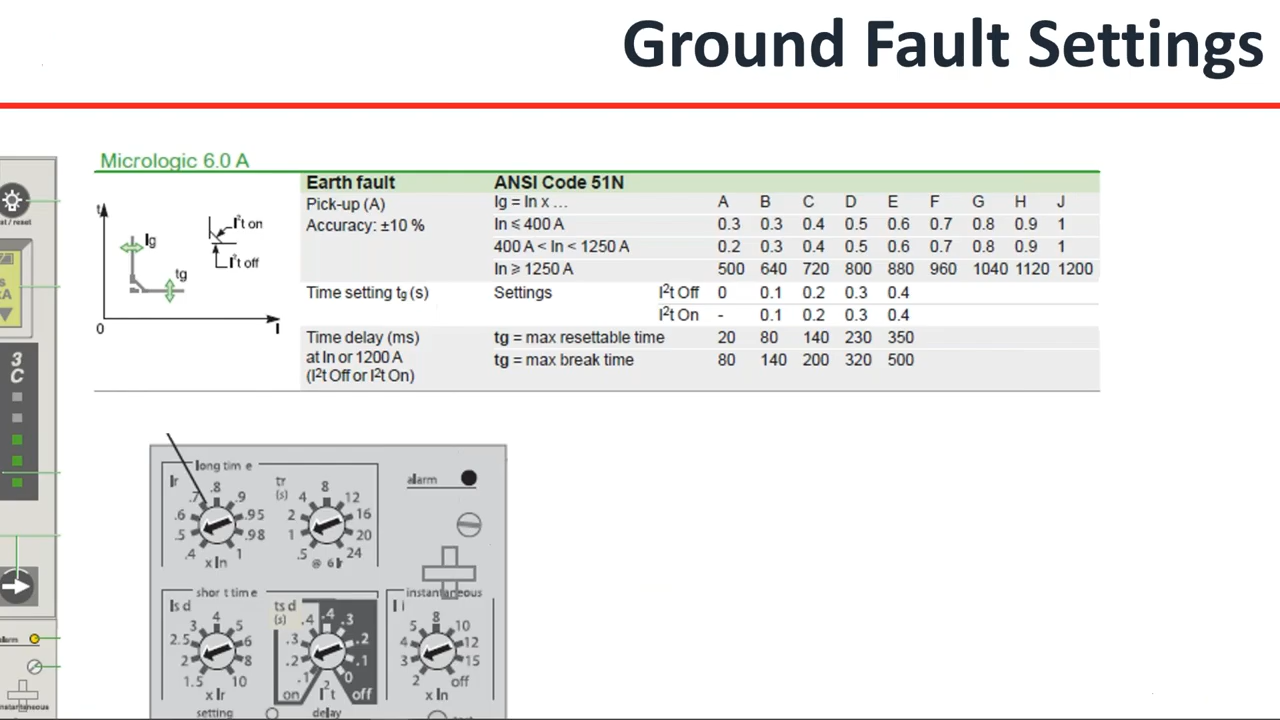 Ground Fault Settings
Micrologic 6.0 A
Earth fault ANSI Code 51N
Pick-up (A) Ig = In x … A B C D E F G H J
Accuracy: ±10 % In ≤ 400 A 0.3 0.3 0.4 0.5 0.6 0.7 0.8 0.9 1
400 A < In < 1250 A 0.2 0.3 0.4 0.5 0.6 0.7 0.8 0.9 1
In ≥ 1250 A 500 640 720 800 880 960 1040 1120 1200
Time setting tg (s) Settings I²t Off 0 0.1 0.2 0.3 0.4
I²t On - 0.1 0.2 0.3 0.4
Time delay (ms) tg = max resettable time 20 80 140 230 350
at In or 1200 A tg = max break time 80 140 200 320 500
(I²t Off or I²t On)
t
I²t on
Ig
I²t off
tg
0
I
3
C
long time
Ir
.4 .5 .6 .7 .8 .9 .95 .98 1
x In
tr
(s)
.5 1 2 4 8 12 16 20 24
@ 6 Ir
alarm
short time
Isd
1.5 2 2.5 3 4 5 6 8 10
x Ir
setting
tsd
(s)
.1 .2 .3 .4 .4 .3 .2 .1 0
on I²t off
delay
instantaneous
Ii
2 3 4 5 8 10 12 15 off
x In